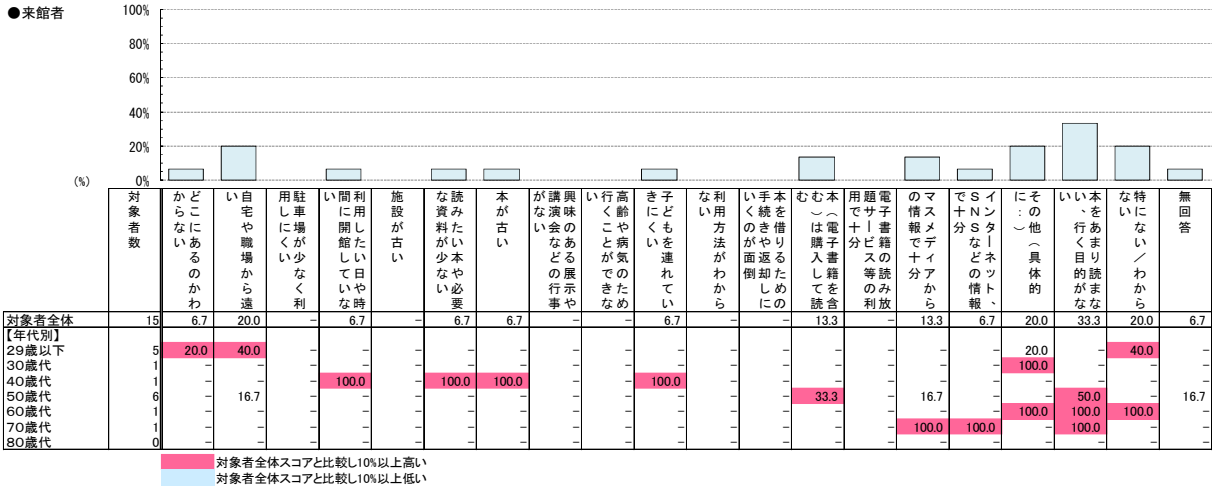 ●来館者
100%
80%
60%
40%
20%
0%
(%)
対象者数
どこにあるのかわからない
自宅や職場から遠い
駐車場が少なく利用しにくい
利用したい日や時間に開館していない
施設が古い
読みたい本や必要な資料が少ない
本が古い
興味のある展示や講演会などの行事がない
高齢や病気のため行くことができない
子どもを連れていきにくい
利用方法がわからない
本を借りるための手続きや返却しにいくのが面倒
本（電子書籍を含む）は購入して読む
電子書籍の読み放題サービス等の利用で十分
マスメディアからの情報で十分
インターネット、ＳＮＳなどの情報で十分
その他（具体的に：）
本をあまり読まない、行く目的がない
特にない／わからない
無回答
対象者全体 15 6.7 20.0 – 6.7 – 6.7 6.7 – – 6.7 – – 13.3 – 13.3 6.7 20.0 33.3 20.0 6.7
【年代別】
29歳以下 5 20.0 40.0 – – – – – – – – – – – – – – 20.0 – 40.0 –
30歳代 1 – – – – – – – – – – – – – – – – 100.0 – – –
40歳代 1 – – – 100.0 – 100.0 100.0 – – 100.0 – – – – – – – – – –
50歳代 6 – 16.7 – – – – – – – – – – 33.3 – 16.7 – – 50.0 – 16.7
60歳代 1 – – – – – – – – – – – – – – – – 100.0 100.0 100.0 –
70歳代 1 – – – – – – – – – – – – – – 100.0 100.0 – 100.0 – –
80歳代 0 – – – – – – – – – – – – – – – – – – – –
対象者全体スコアと比較し10%以上高い
対象者全体スコアと比較し10%以上低い